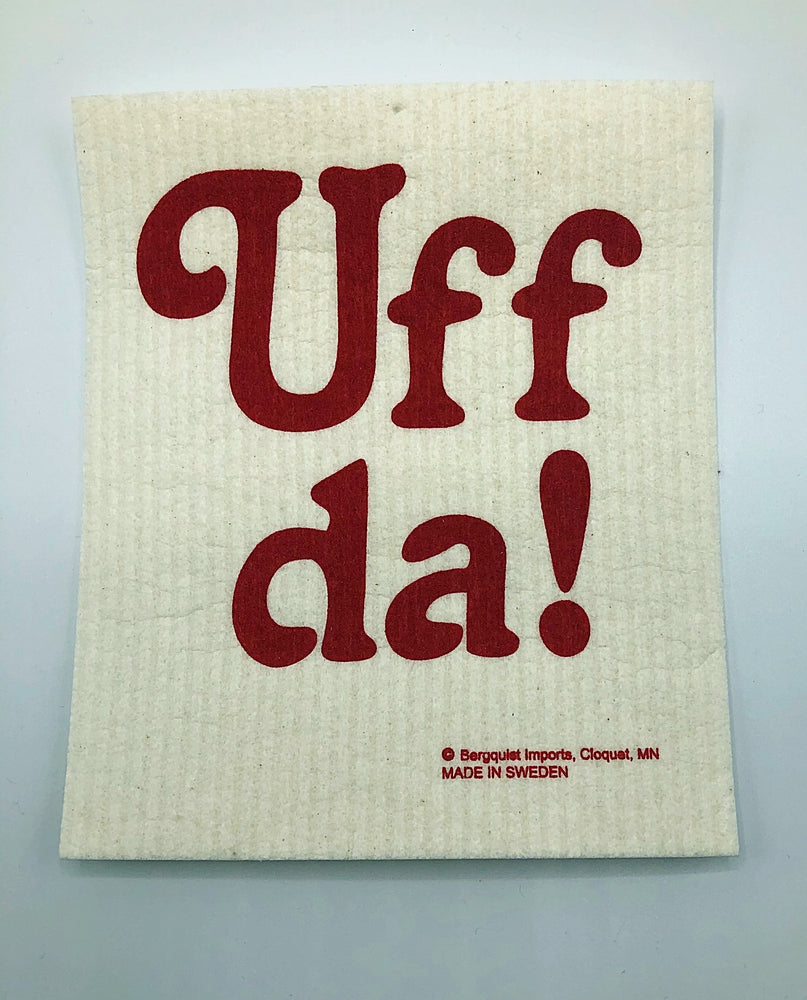 Uff
da!
© Bergquist Imports, Cloquet, MN
MADE IN SWEDEN